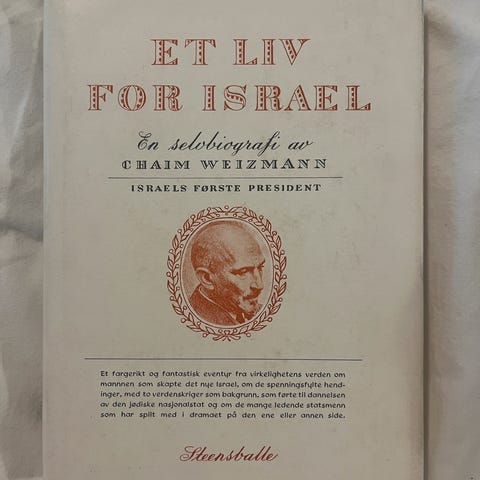 ET LIV
FOR ISRAEL
En selvbiografi av
CHAIM WEIZMANN
ISRAELS FØRSTE PRESIDENT
Et fargerikt og fantastisk eventyr fra virkelighetens verden om
mannnen som skapte det nye Israel, om de spenningsfylte hend-
inger, med to verdenskriger som bakgrunn, som førte til dannelsen
av den jødiske nasjonalstat og om de mange ledende statsmenn
som har spilt med i dramaet på den ene eller annen side.
Steensballe